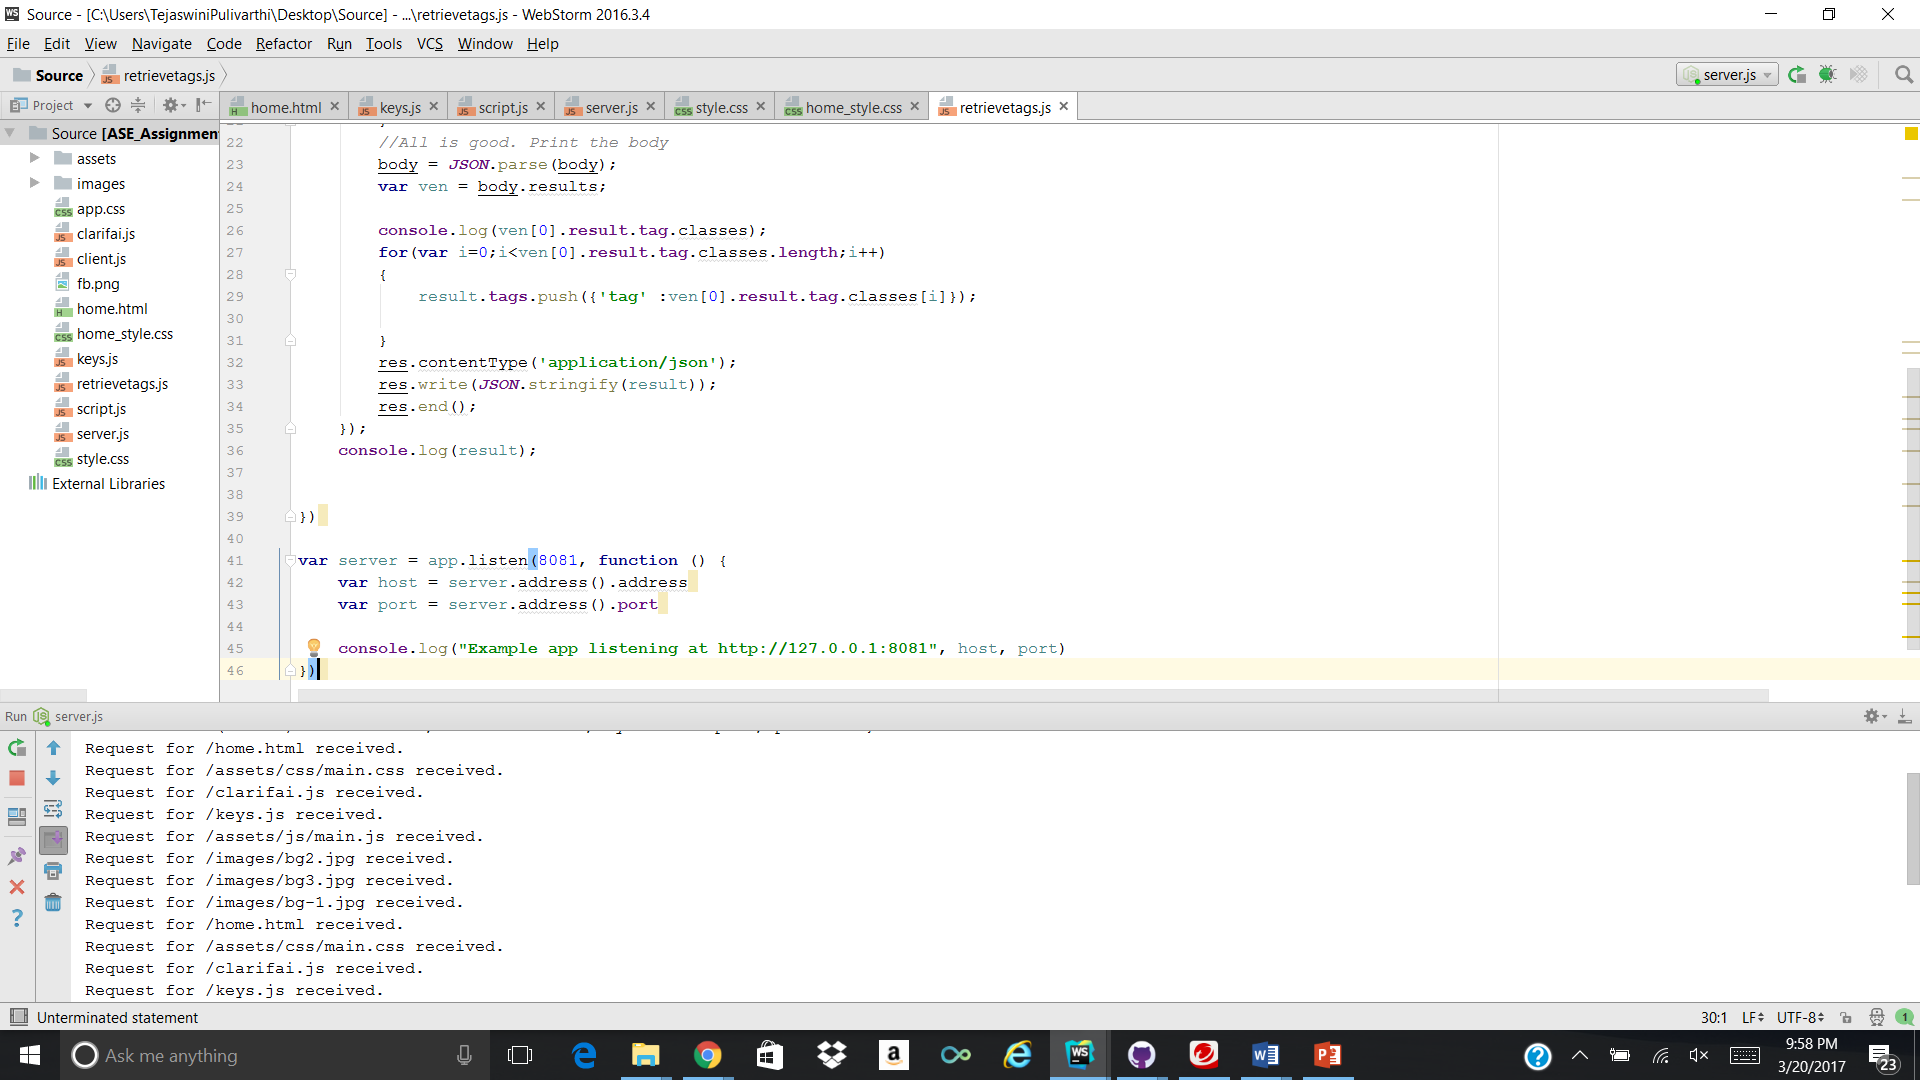 Source - [C:\Users\TejaswiniPulivarthi\Desktop\Source] - ...\retrievetags.js - WebStorm 2016.3.4
File Edit View Navigate Code Refactor Run Tools VCS Window Help
Source retrievetags.js server.js
Project home.html keys.js script.js server.js style.css home_style.css retrievetags.js
Source [ASE_Assignmen
assets
images
app.css
clarifai.js
client.js
fb.png
home.html
home_style.css
keys.js
retrievetags.js
script.js
server.js
style.css
External Libraries
22 //All is good. Print the body
23 body = JSON.parse(body);
24 var ven = body.results;
25
26 console.log(ven[0].result.tag.classes);
27 for(var i=0;i<ven[0].result.tag.classes.length;i++)
28 {
29 result.tags.push({'tag' :ven[0].result.tag.classes[i]});
30
31 }
32 res.contentType('application/json');
33 res.write(JSON.stringify(result));
34 res.end();
35 });
36 console.log(result);
37
38
39 })
40
41 var server = app.listen(8081, function () {
42 var host = server.address().address
43 var port = server.address().port
44
45 console.log("Example app listening at http://127.0.0.1:8081", host, port)
46 })
Run server.js
Request for /home.html received.
Request for /assets/css/main.css received.
Request for /clarifai.js received.
Request for /keys.js received.
Request for /assets/js/main.js received.
Request for /images/bg2.jpg received.
Request for /images/bg3.jpg received.
Request for /images/bg-1.jpg received.
Request for /home.html received.
Request for /assets/css/main.css received.
Request for /clarifai.js received.
Request for /keys.js received.
Unterminated statement 30:1 LF UTF-8 1
Ask me anything
9:58 PM
3/20/2017
23